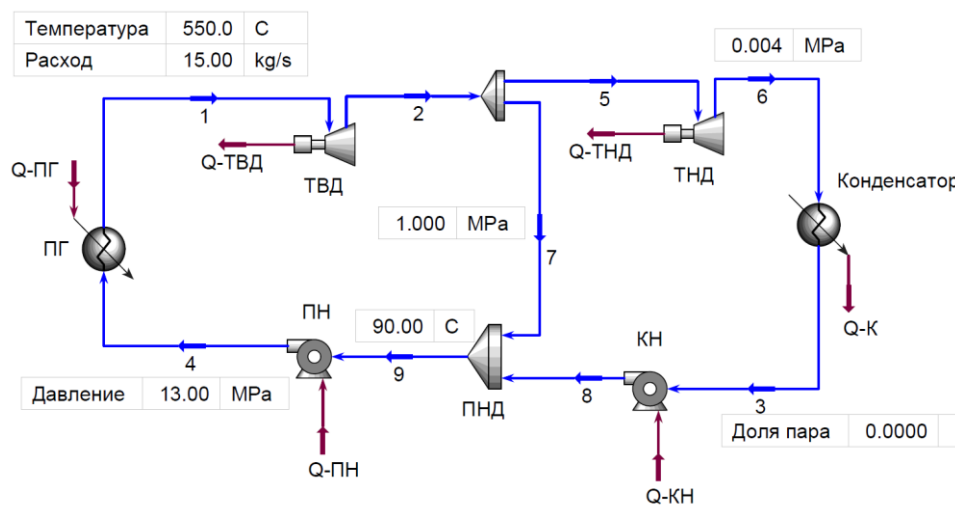 Температура 550.0 C
Расход 15.00 kg/s
0.004 MPa
1
2
5
6
Q-ТВД
ТВД
Q-ТНД
ТНД
Q-ПГ
Конденсатор
ПГ
1.000 MPa
7
ПН
90.00 C
КН
Q-К
4
9
ПНД
8
3
Давление 13.00 MPa
Доля пара 0.0000
Q-ПН
Q-КН